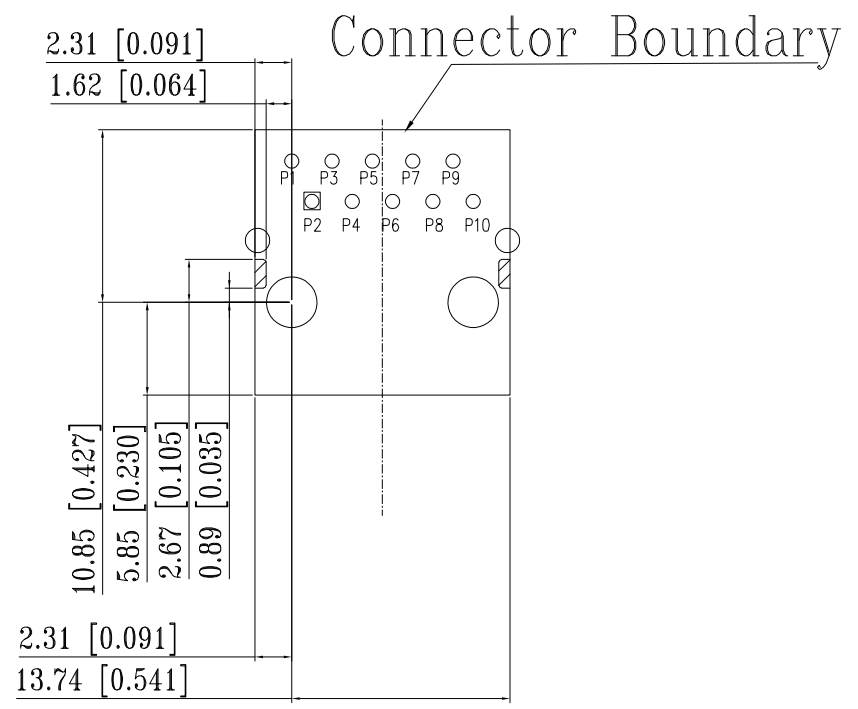 Connector Boundary
2.31 [0.091]
1.62 [0.064]
P1 P3 P5 P7 P9
P2 P4 P6 P8 P10
10.85 [0.427]
5.85 [0.230]
2.67 [0.105]
0.89 [0.035]
2.31 [0.091]
13.74 [0.541]